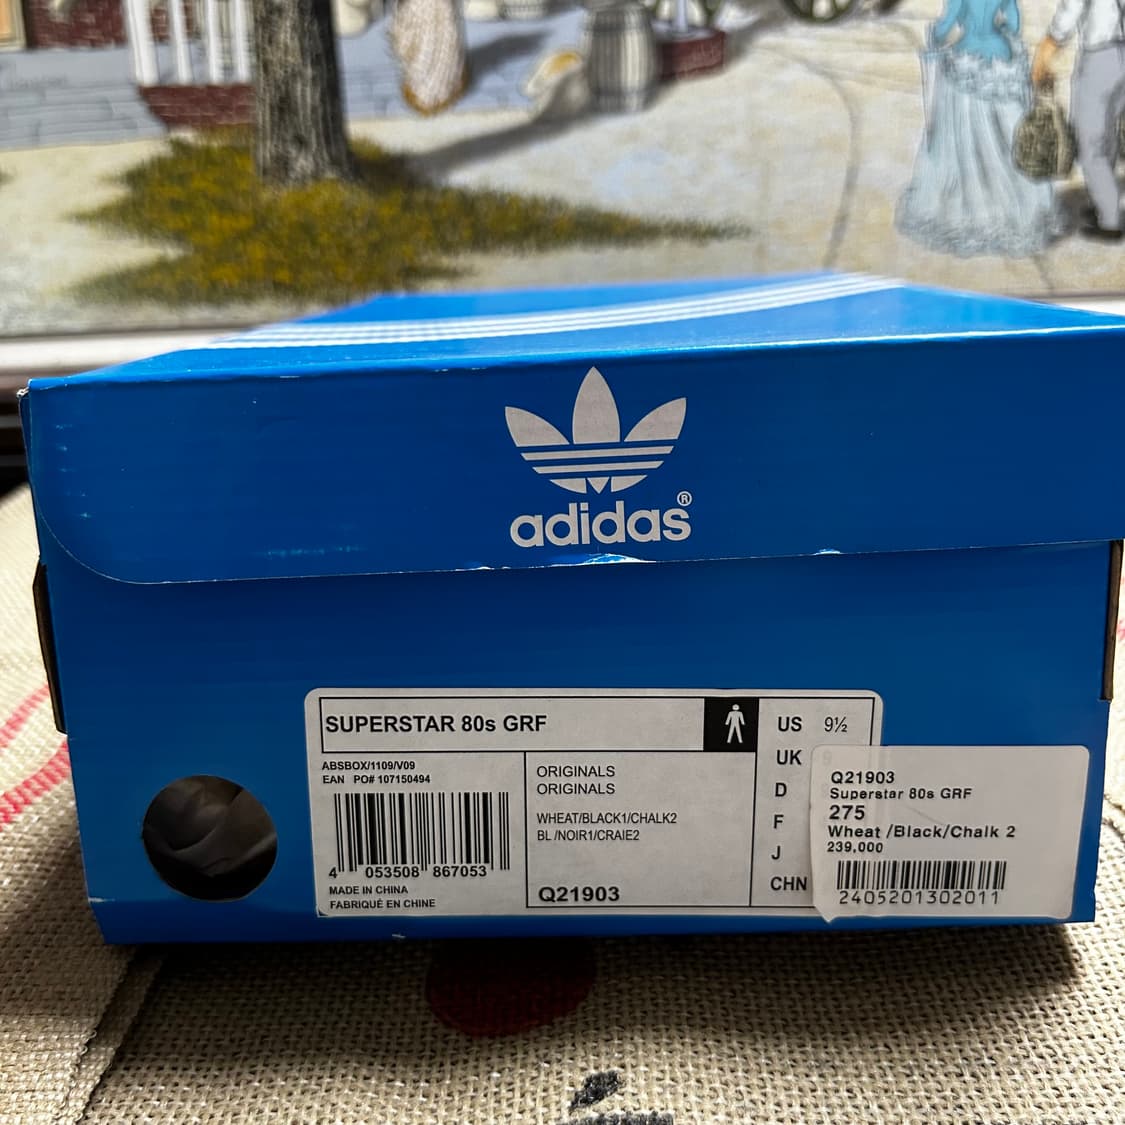 adidas®
SUPERSTAR 80s GRF
ABSBOX/1109/V09
EAN PO# 107150494
4 053508 867053
MADE IN CHINA
FABRIQUÉ EN CHINE
ORIGINALS
ORIGINALS
WHEAT/BLACK1/CHALK2
BL /NOIR1/CRAIE2
Q21903
US 9½
UK 9
D
F
J
CHN
Q21903
Superstar 80s GRF
275
Wheat /Black/Chalk 2
239,000
2405201302011